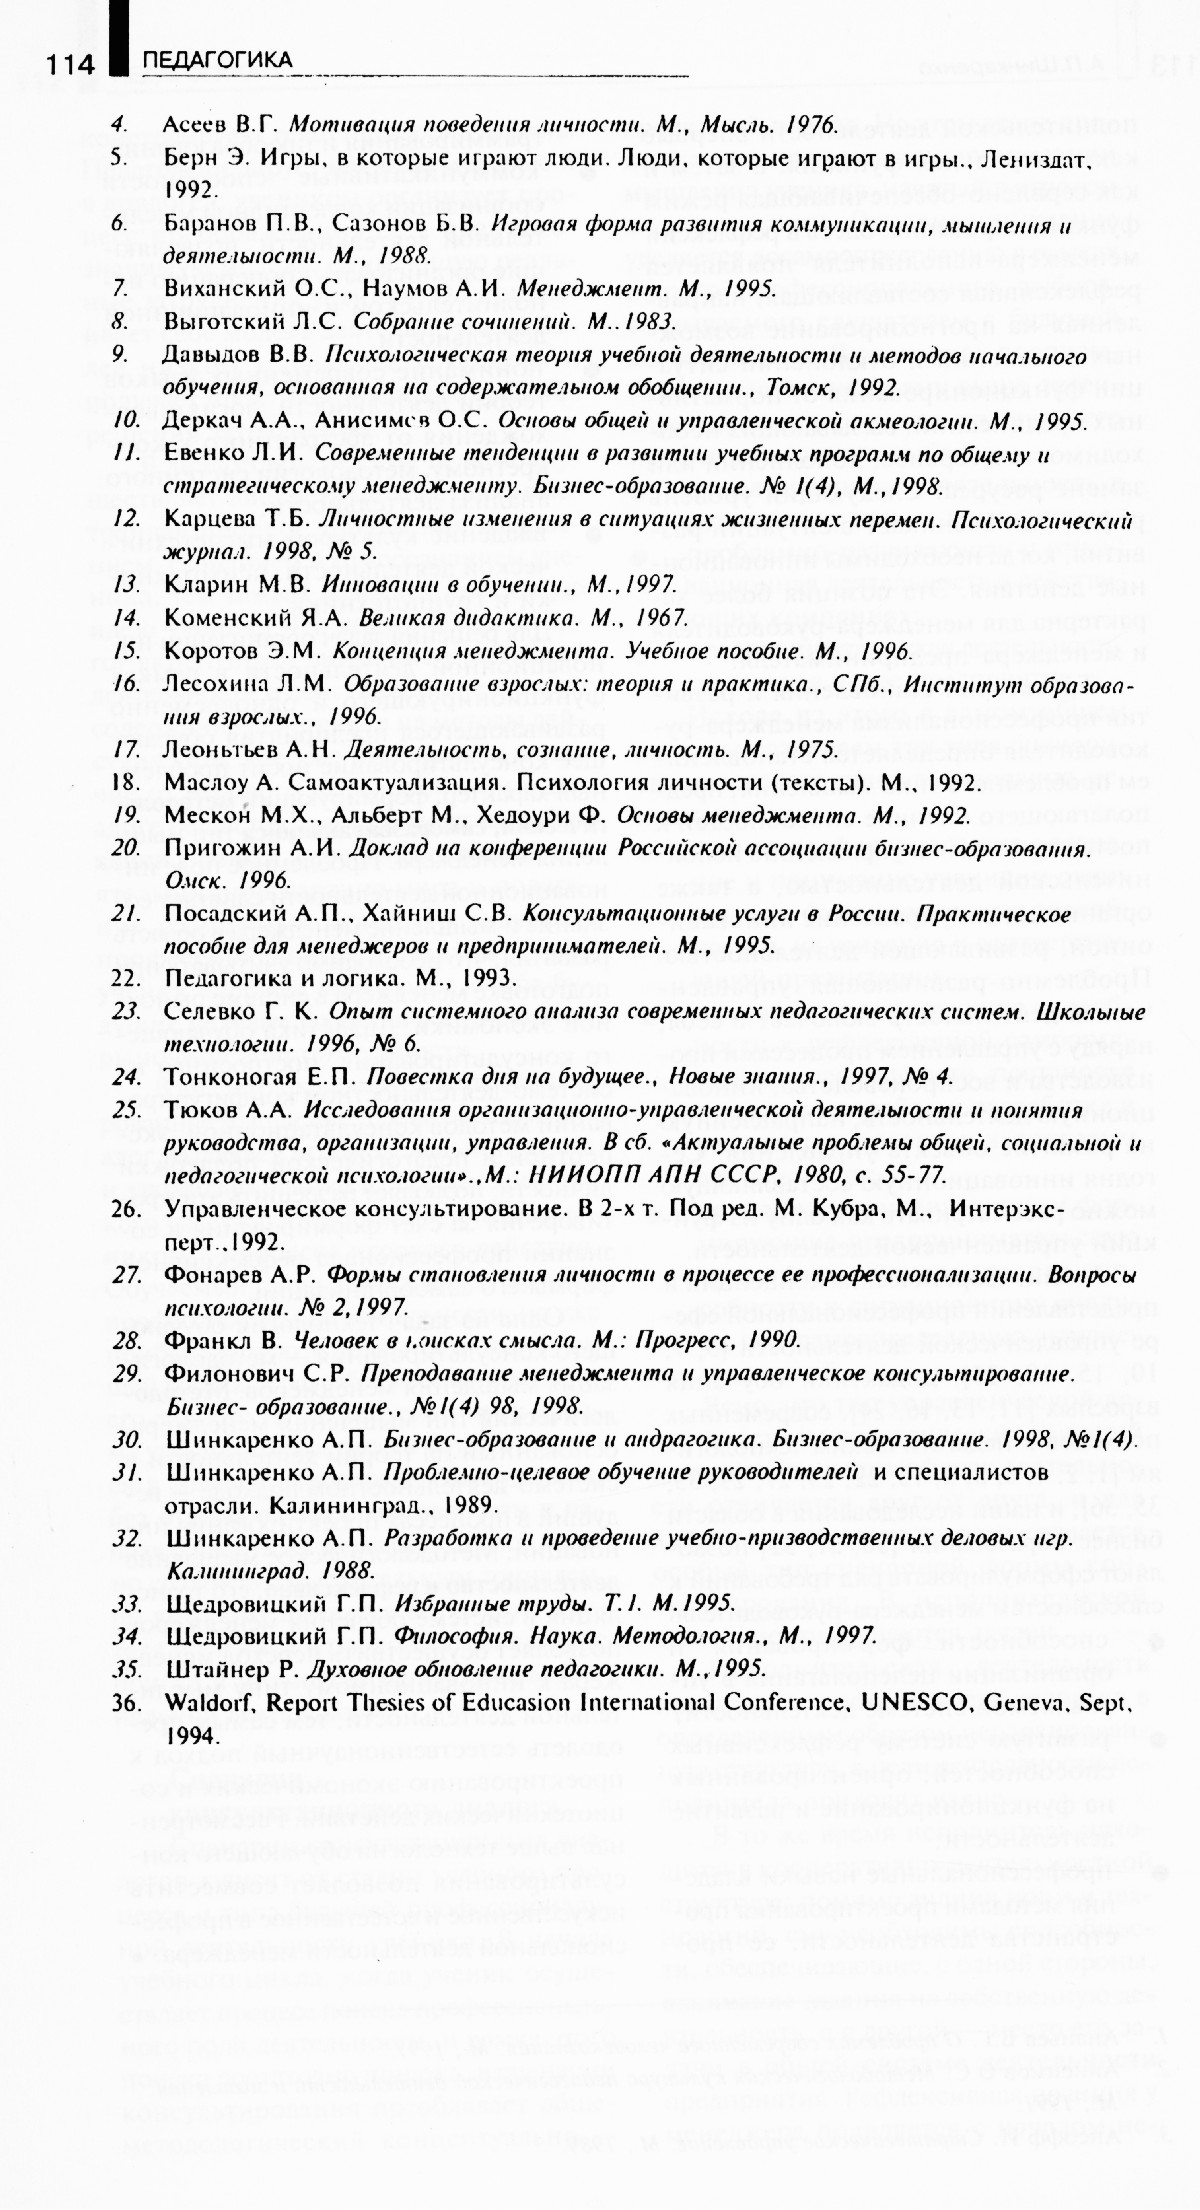 114 ПЕДАГОГИКА
4. Асеев В.Г. Мотивация поведения личности. М., Мысль. 1976.
5. Берн Э. Игры, в которые играют люди. Люди, которые играют в игры., Лениздат,
1992.
6. Баранов П.В., Сазонов Б.В. Игровая форма развития коммуникации, мышления и
деятельности. М., 1988.
7. Виханский О.С., Наумов А.И. Менеджмент. М., 1995.
8. Выготский Л.С. Собрание сочинений. М..1983.
9. Давыдов В.В. Психологическая теория учебной деятельности и методов начального
обучения, основанная на содержательном обобщении., Томск, 1992.
10. Деркач А.А., Анисимов О.С. Основы общей и управленческой акмеологии. М., 1995.
11. Евенко Л.И. Современные тенденции в развитии учебных программ по общему и
стратегическому менеджменту. Бизнес-образование. № 1(4), М.,1998.
12. Карцева Т.Б. Личностные изменения в ситуациях жизненных перемен. Психологический
журнал. 1998, № 5.
13. Кларин М.В. Инновации в обучении., М.,1997.
14. Коменский Я.А. Великая дидактика. М., 1967.
15. Коротов Э.М. Концепция менеджмента. Учебное пособие. М., 1996.
16. Лесохина Л.М. Образование взрослых: теория и практика., СПб., Институт образова-
ния взрослых., 1996.
17. Леоньтьев А.Н. Деятельность, сознание, личность. М., 1975.
18. Маслоу А. Самоактуализация. Психология личности (тексты). М., 1992.
19. Мескон М.Х., Альберт М., Хедоури Ф. Основы менеджмента. М., 1992.
20. Пригожин А.И. Доклад на конференции Российской ассоциации бизнес-образования.
Омск. 1996.
21. Посадский А.П., Хайниш С.В. Консультационные услуги в России. Практическое
пособие для менеджеров и предпринимателей. М., 1995.
22. Педагогика и логика. М., 1993.
23. Селевко Г. К. Опыт системного анализа современных педагогических систем. Школьные
технологии. 1996, № 6.
24. Тонконогая Е.П. Повестка дня на будущее., Новые знания., 1997, № 4.
25. Тюков А.А. Исследования организационно-управленческой деятельности и понятия
руководства, организации, управления. В сб. «Актуальные проблемы общей, социальной и
педагогической психологии».,М.: НИИОПП АПН СССР, 1980, с. 55-77.
26. Управленческое консультирование. В 2-х т. Под ред. М. Кубра, М., Интерэкс-
перт.,1992.
27. Фонарев А.Р. Формы становления личности в процессе ее профессионализации. Вопросы
психологии. № 2,1997.
28. Франкл В. Человек в поисках смысла. М.: Прогресс, 1990.
29. Филонович С.Р. Преподавание менеджмента и управленческое консультирование.
Бизнес- образование., №1(4) 98, 1998.
30. Шинкаренко А.П. Бизнес-образование и андрагогика. Бизнес-образование. 1998, №1(4).
31. Шинкаренко А.П. Проблемно-целевое обучение руководителей и специалистов
отрасли. Калининград., 1989.
32. Шинкаренко А.П. Разработка и проведение учебно-призводственных деловых игр.
Калининград. 1988.
33. Щедровицкий Г.П. Избранные труды. Т.1. М.1995.
34. Щедровицкий Г.П. Философия. Наука. Методология., М., 1997.
35. Штайнер Р. Духовное обновление педагогики. М.,1995.
36. Waldorf, Report Thesies of Educasion International Conference, UNESCO, Geneva, Sept,
1994.